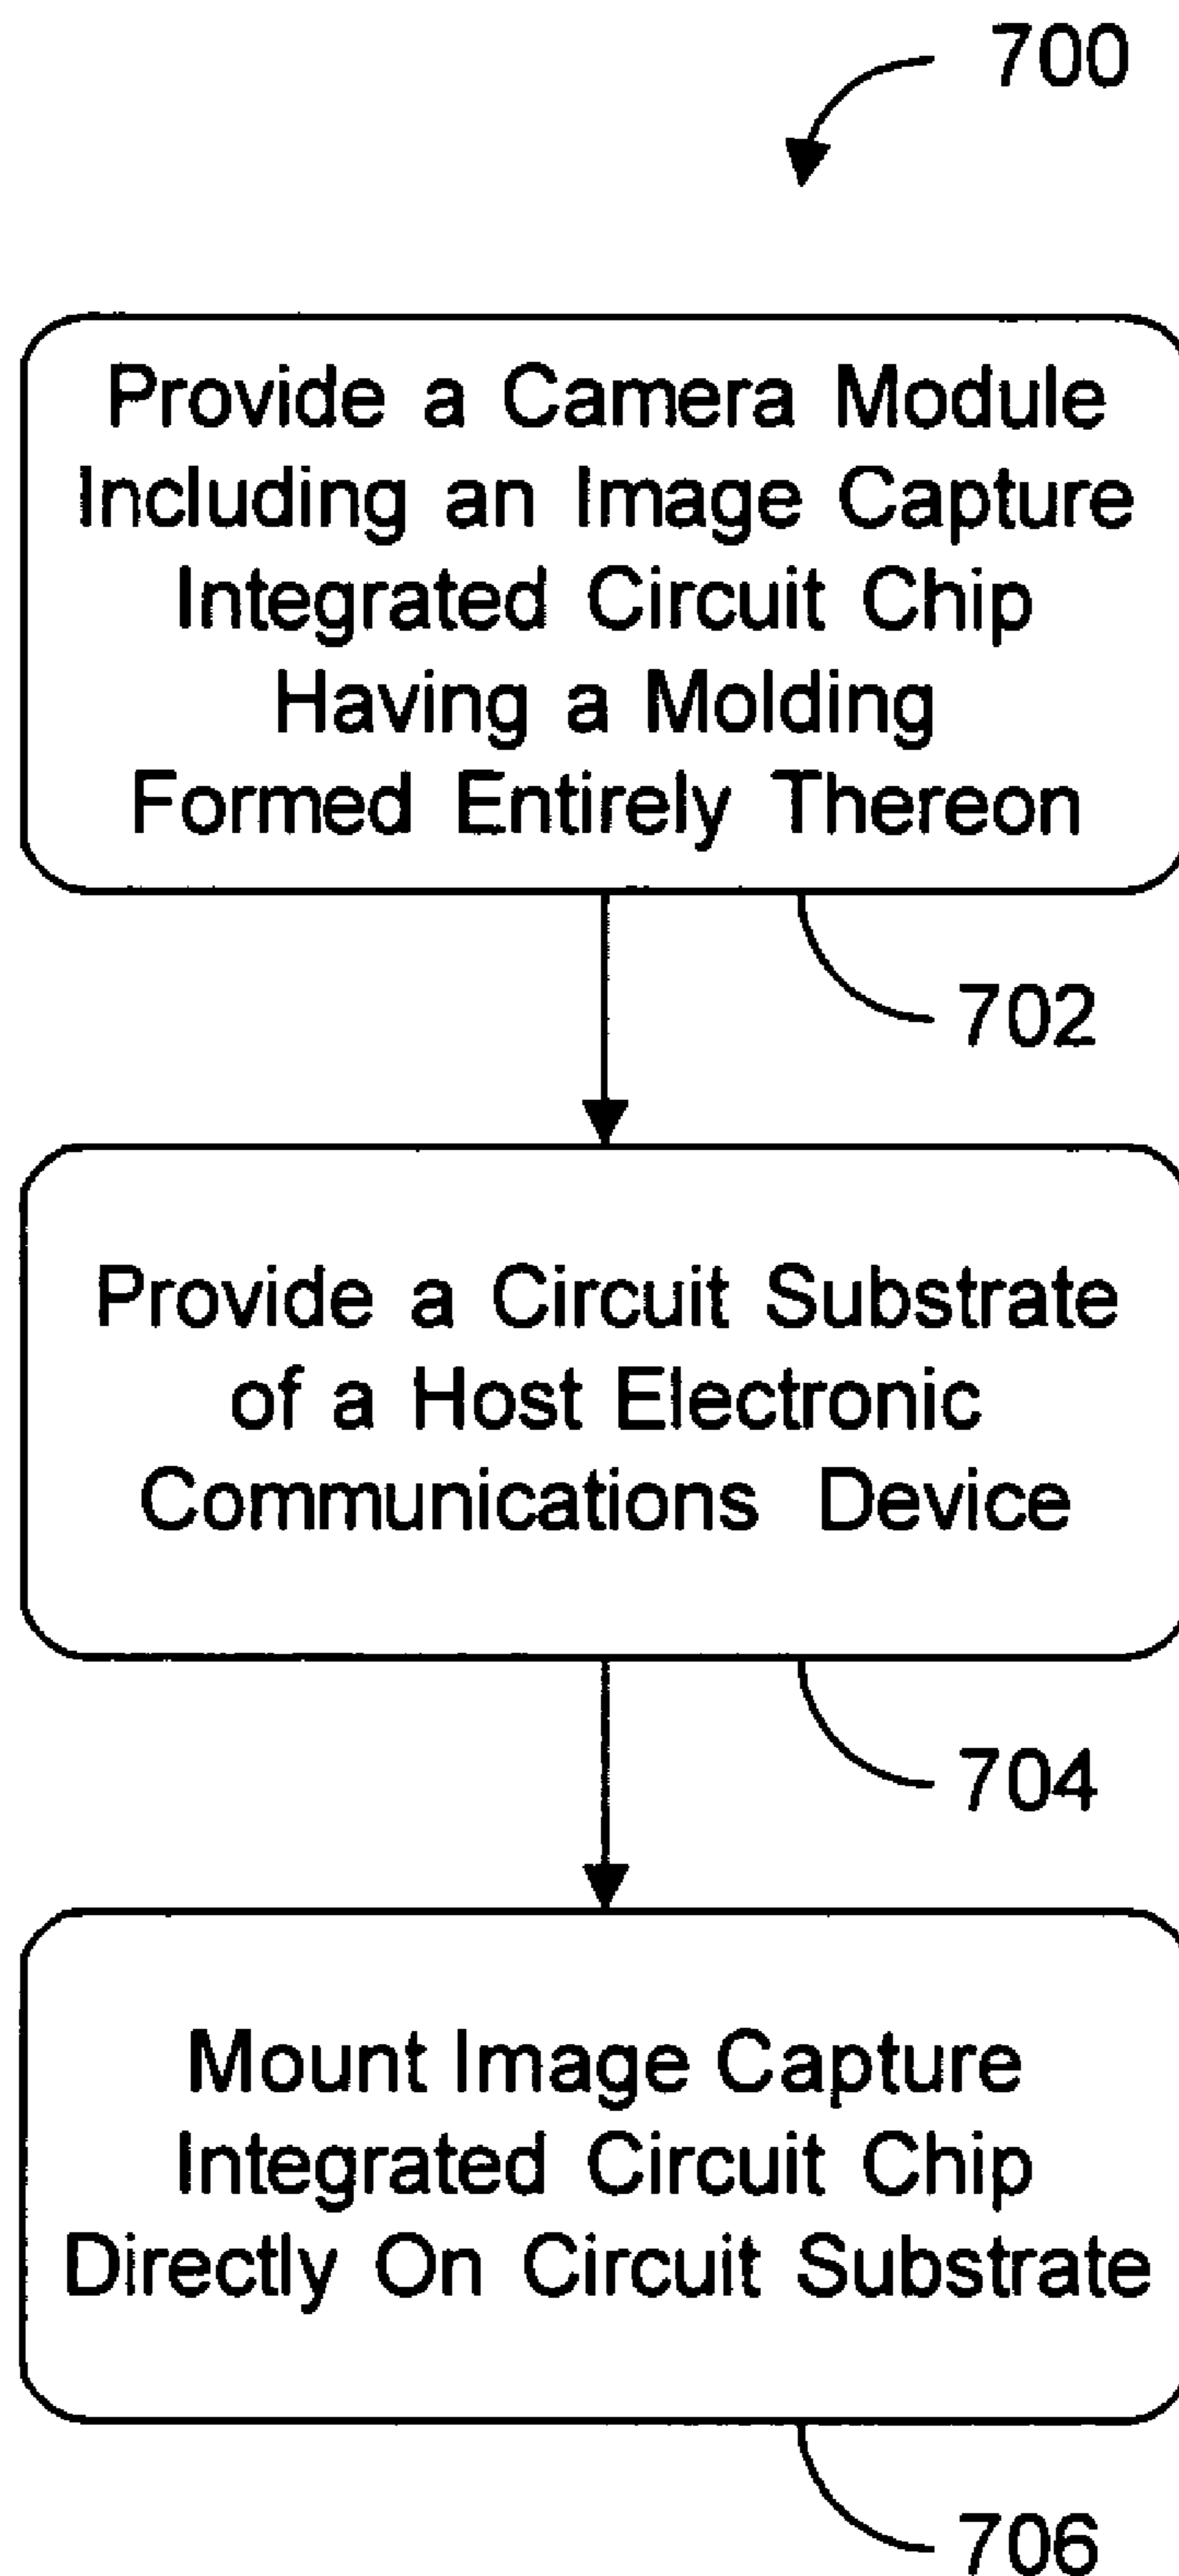 700
Provide a Camera Module
Including an Image Capture
Integrated Circuit Chip
Having a Molding
Formed Entirely Thereon
702
Provide a Circuit Substrate
of a Host Electronic
Communications Device
704
Mount Image Capture
Integrated Circuit Chip
Directly On Circuit Substrate
706